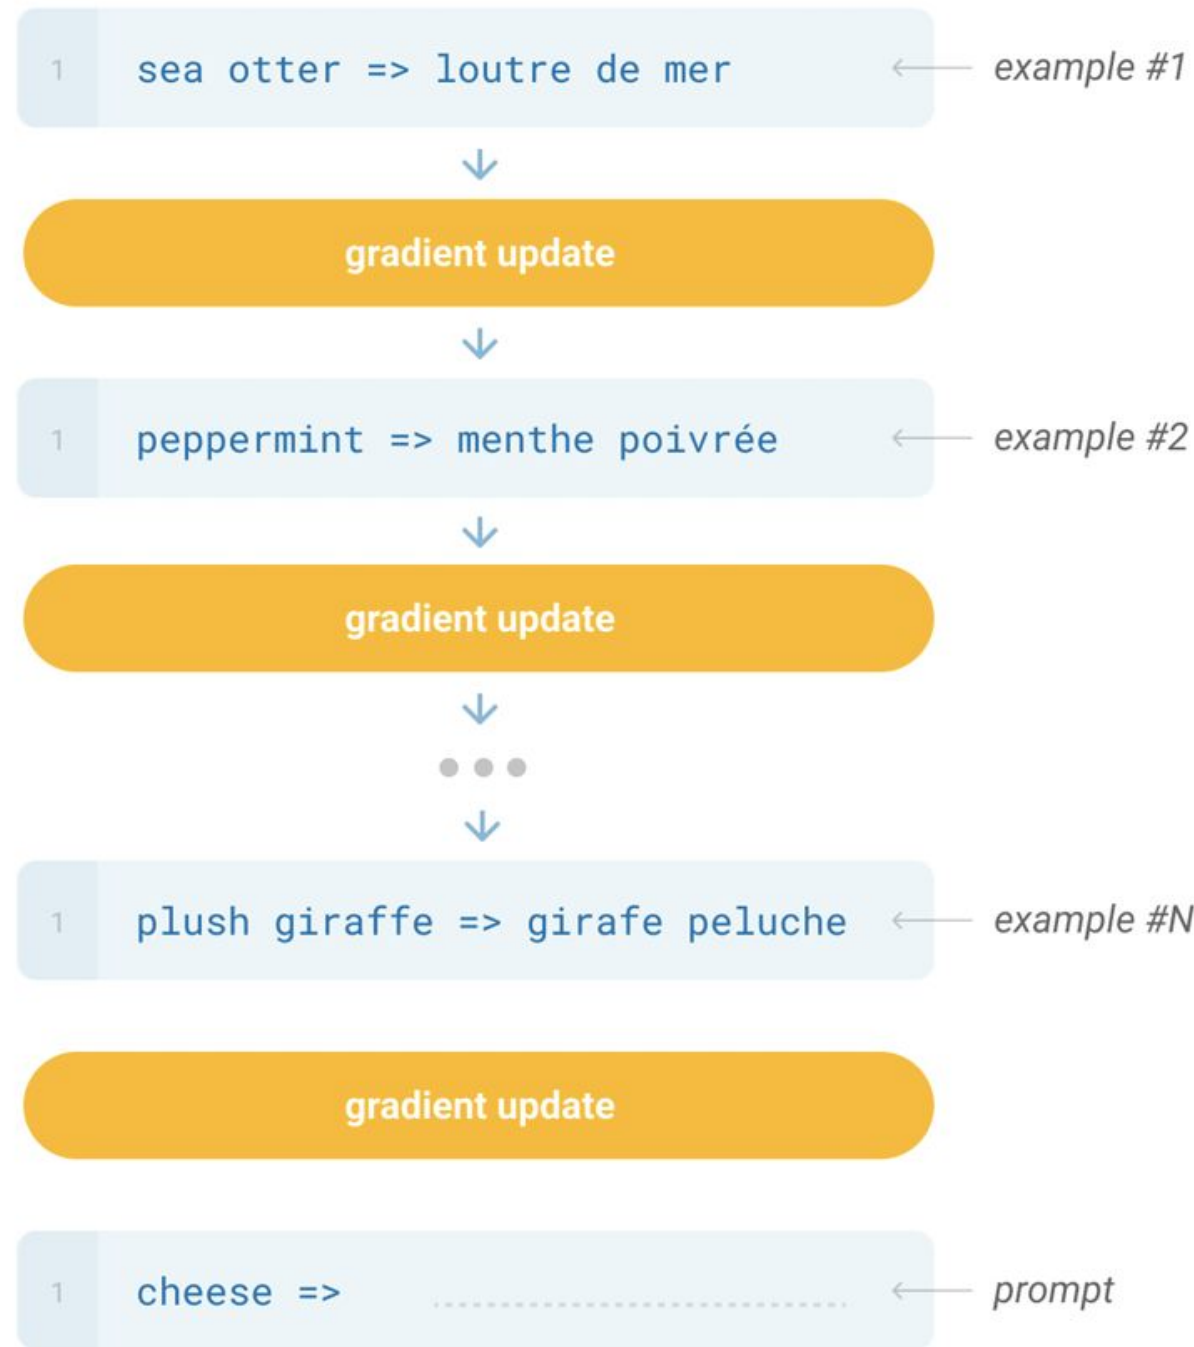 1 sea otter => loutre de mer example #1
gradient update
1 peppermint => menthe poivrée example #2
gradient update
1 plush giraffe => girafe peluche example #N
gradient update
1 cheese => prompt